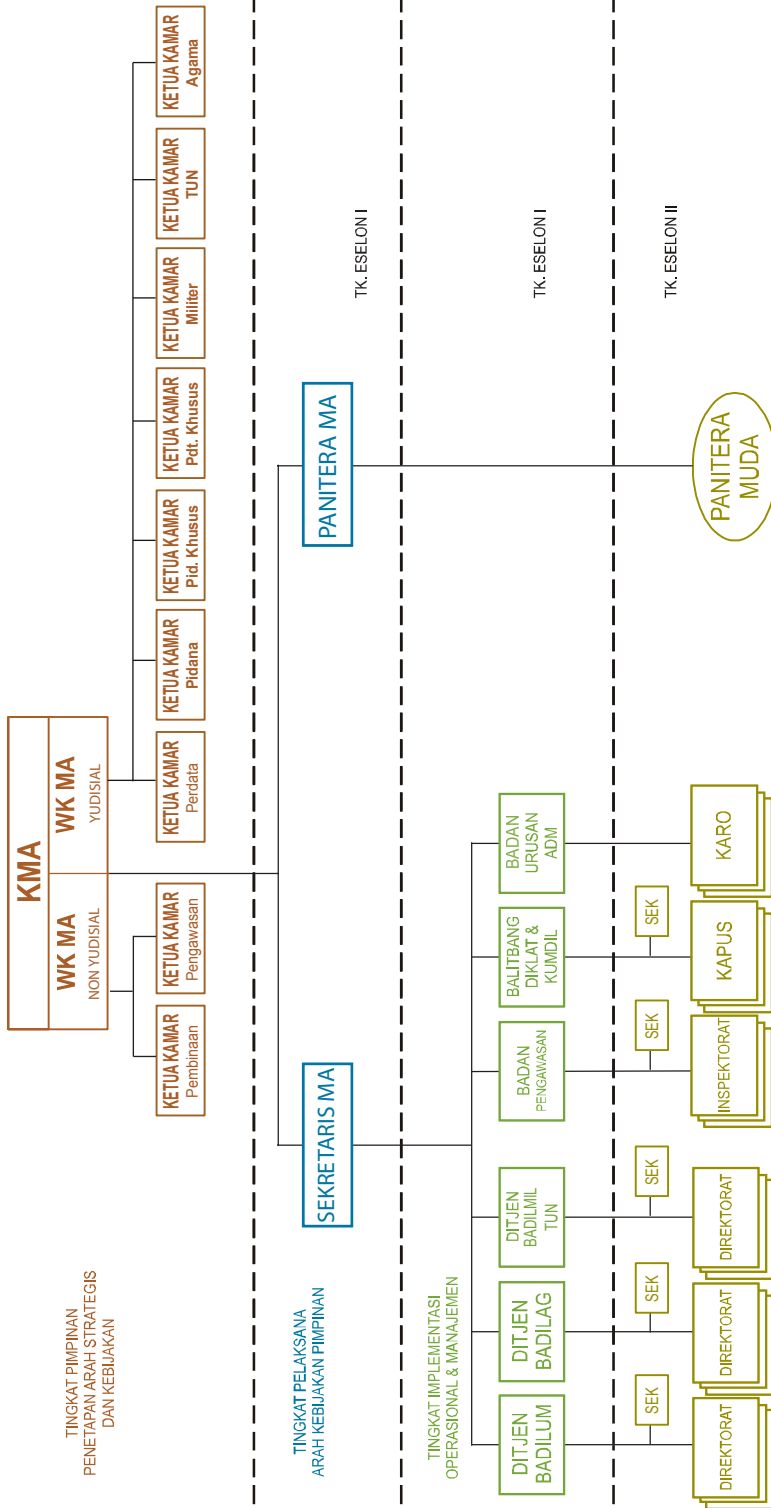 KMA
WK MA
NON YUDISIAL
WK MA
YUDISIAL
TINGKAT PIMPINAN
PENETAPAN ARAH STRATEGIS
DAN KEBIJAKAN
KETUA KAMAR
Pembinaan
KETUA KAMAR
Pengawasan
KETUA KAMAR
Perdata
KETUA KAMAR
Pidana
KETUA KAMAR
Pid. Khusus
KETUA KAMAR
Pdt. Khusus
KETUA KAMAR
Militer
KETUA KAMAR
TUN
KETUA KAMAR
Agama
TINGKAT PELAKSANA
ARAH KEBIJAKAN PIMPINAN
SEKRETARIS MA
PANITERA MA
TK. ESELON I
TINGKAT IMPLEMENTASI
OPERASIONAL & MANAJEMEN
DITJEN
BADILUM
DITJEN
BADILAG
DITJEN
BADILMIL
TUN
BADAN
PENGAWASAN
BALITBANG
DIKLAT &
KUMDIL
BADAN
URUSAN
ADM
TK. ESELON I
SEK
SEK
SEK
SEK
SEK
TK. ESELON II
DIREKTORAT
DIREKTORAT
DIREKTORAT
INSPEKTORAT
KAPUS
KARO
PANITERA
MUDA